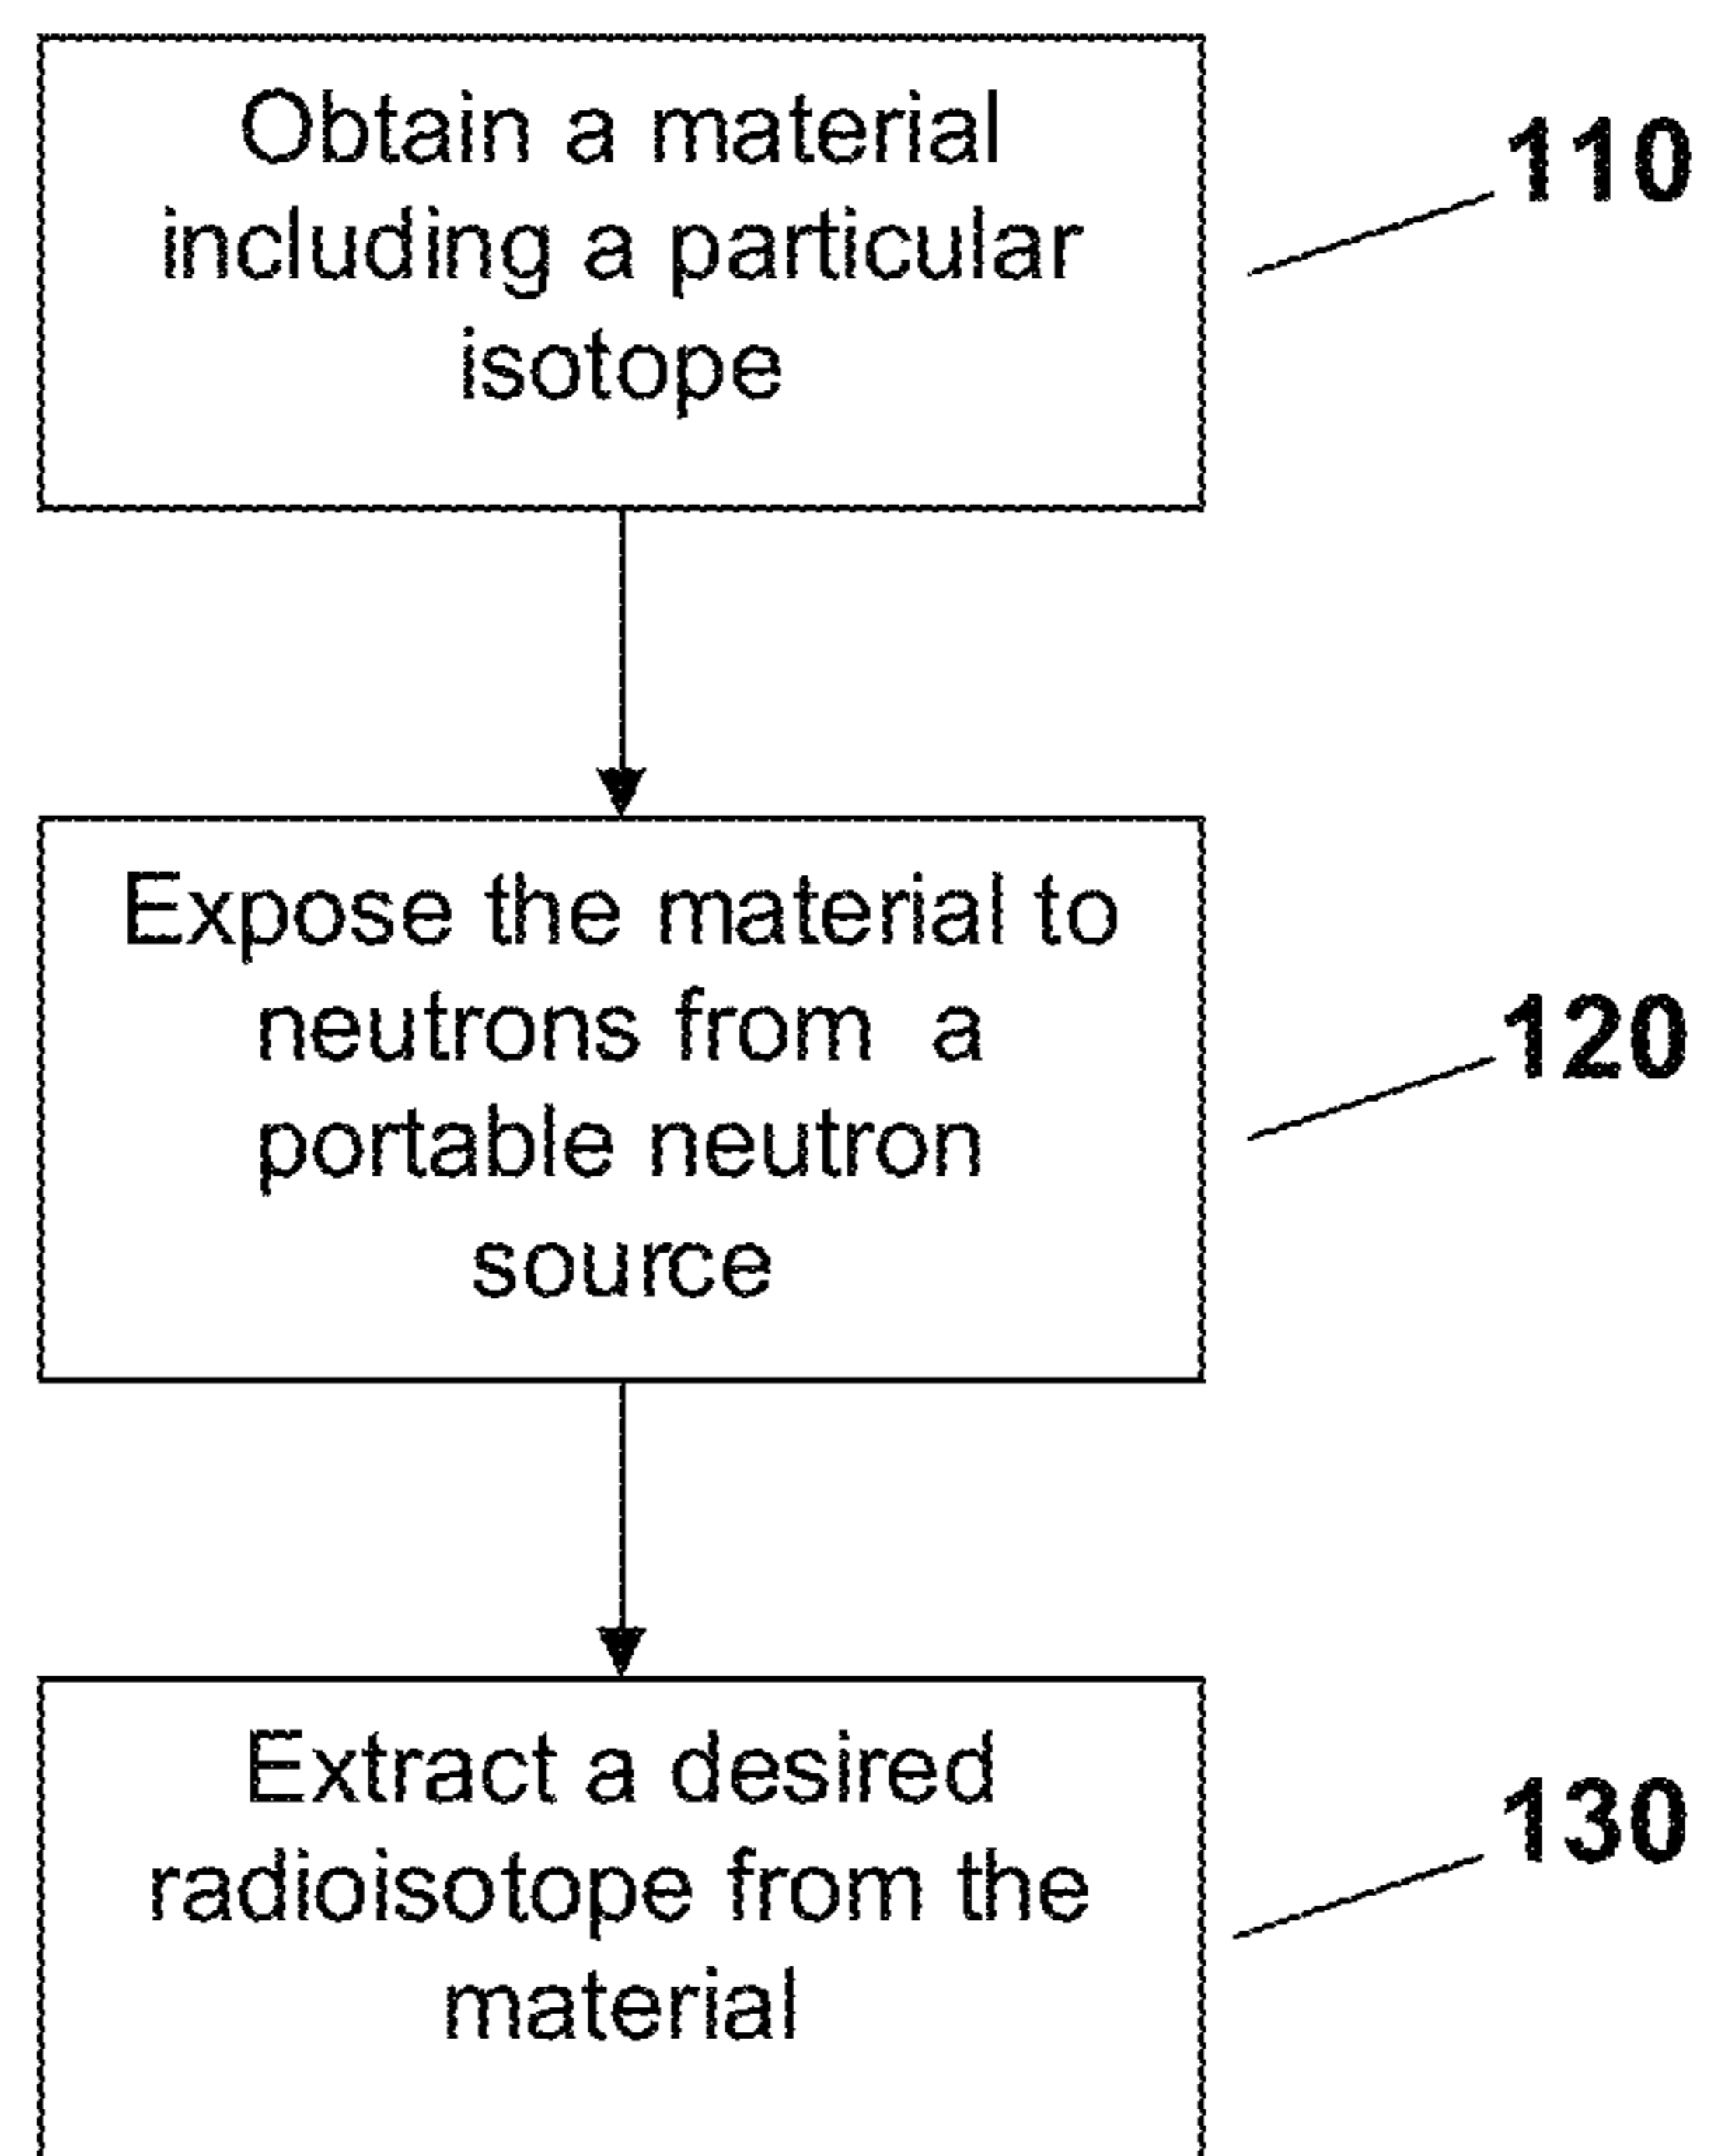 Obtain a material
including a particular
isotope
110
Expose the material to
neutrons from a
portable neutron
source
120
Extract a desired
radioisotope from the
material
130